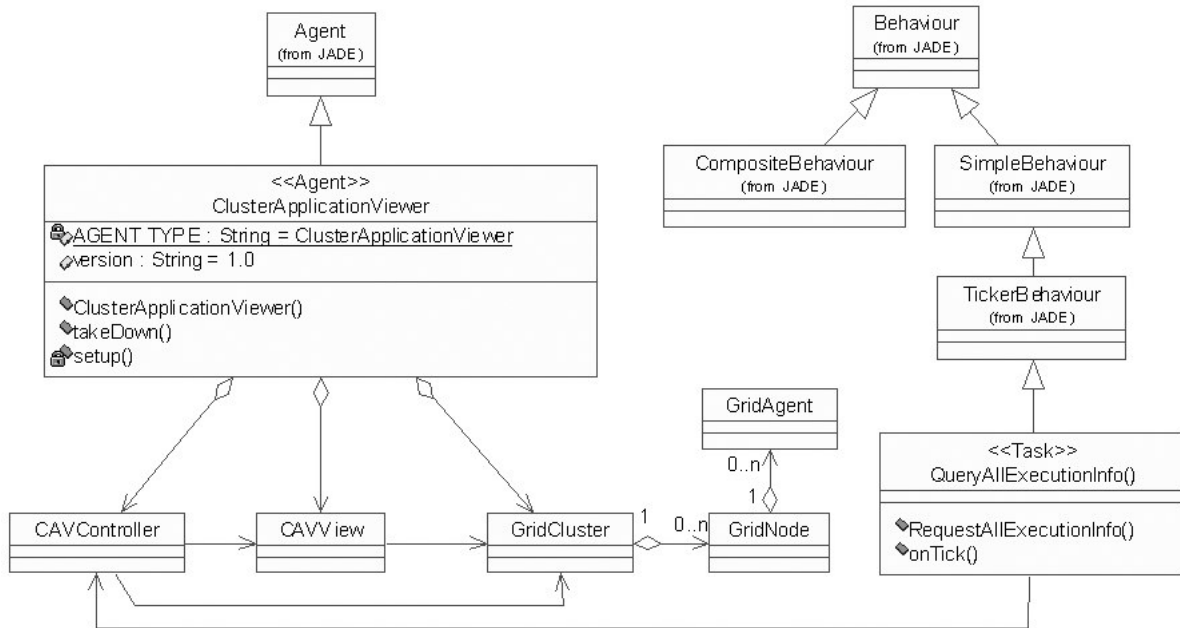 Agent
(from JADE)
Behaviour
(from JADE)
CompositeBehaviour
(from JADE)
SimpleBehaviour
(from JADE)
<<Agent>>
ClusterApplicationViewer
AGENT TYPE : String = ClusterApplicationViewer
version : String = 1.0
ClusterApplicationViewer()
takeDown()
setup()
TickerBehaviour
(from JADE)
GridAgent
0..n
1
<<Task>>
QueryAllExecutionInfo()
RequestAllExecutionInfo()
onTick()
CAVController
CAVView
GridCluster
1
0..n
GridNode